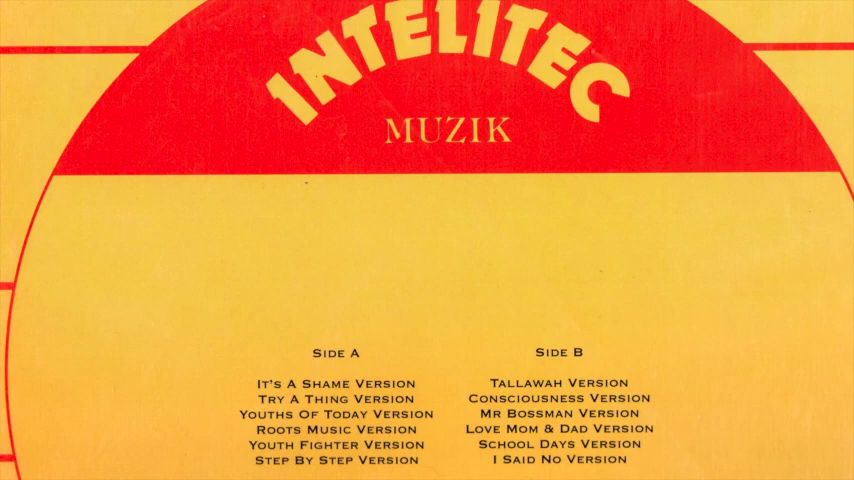 INTELITEC
MUZIK
SIDE A
IT'S A SHAME VERSION
TRY A THING VERSION
YOUTHS OF TODAY VERSION
ROOTS MUSIC VERSION
YOUTH FIGHTER VERSION
STEP BY STEP VERSION
SIDE B
TALLAWAH VERSION
CONSCIOUSNESS VERSION
MR BOSSMAN VERSION
LOVE MOM & DAD VERSION
SCHOOL DAYS VERSION
I SAID NO VERSION